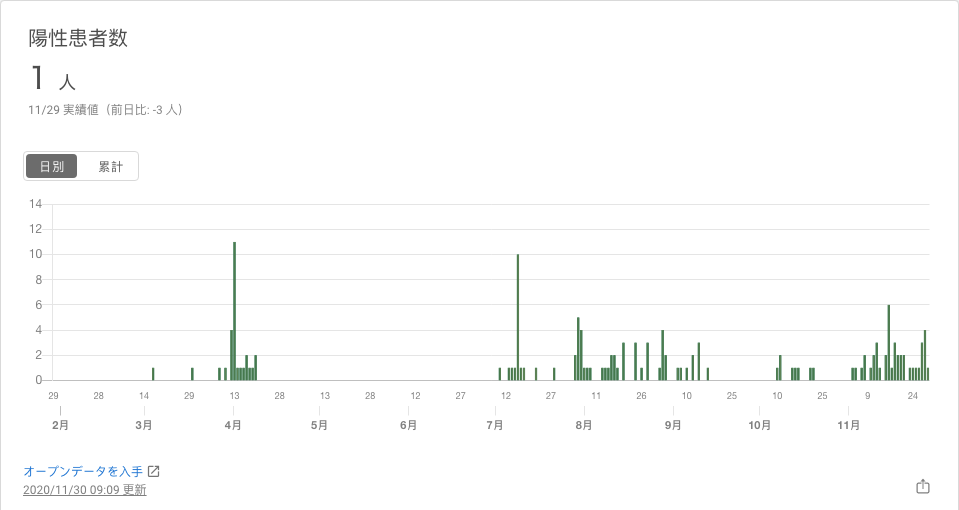 陽性患者数
1 人
11/29 実績値（前日比: -3 人）
日別 累計
14
12
10
8
6
4
2
0
29 28 14 29 13 28 13 28 12 27 12 27 11 26 10 25 10 25 9 24
2月 3月 4月 5月 6月 7月 8月 9月 10月 11月
オープンデータを入手
2020/11/30 09:09 更新